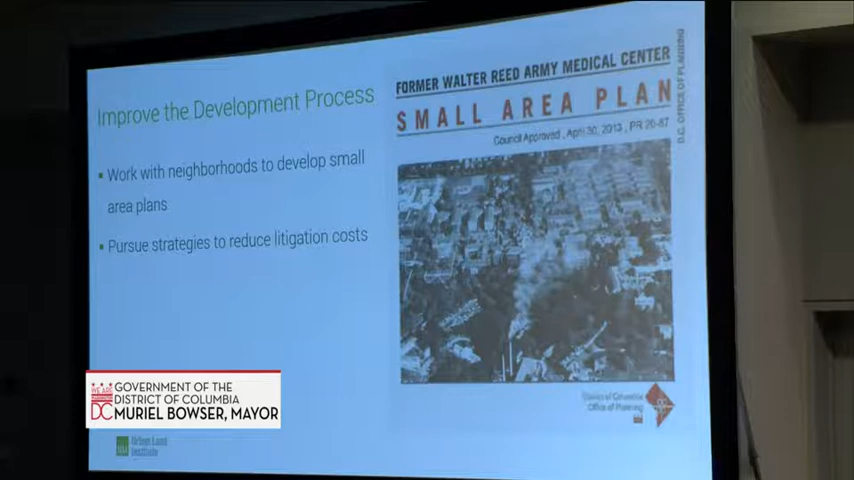 Improve the Development Process
▪ Work with neighborhoods to develop small
area plans
▪ Pursue strategies to reduce litigation costs
FORMER WALTER REED ARMY MEDICAL CENTER
SMALL AREA PLAN
Council Approved, April 30, 2013, PR 20-87
D.C. OFFICE OF PLANNING
District of Columbia
Office of Planning
WE ARE
DC
GOVERNMENT OF THE
DISTRICT OF COLUMBIA
MURIEL BOWSER, MAYOR
Urban Land
Institute